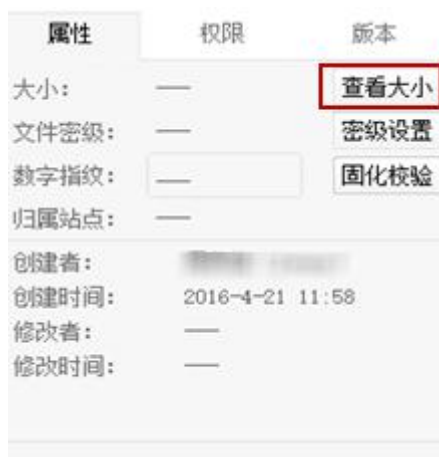 属性 权限 版本
大小： —— 查看大小
文件密级： —— 密级设置
数字指纹： —— 固化校验
归属站点： ——
创建者：
创建时间： 2016-4-21 11:58
修改者： ——
修改时间： ——